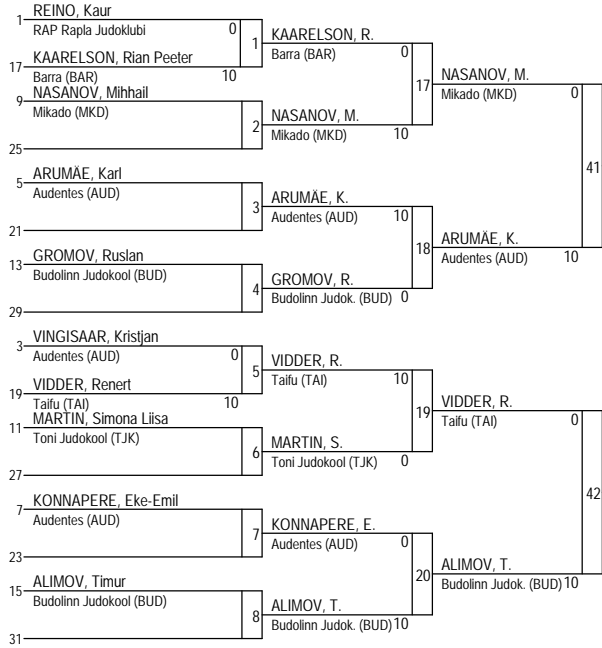 1 REINO, Kaur
RAP Rapla Judoklubi 0
1
17 KAARELSON, Rian Peeter
Barra (BAR) 10
KAARELSON, R.
Barra (BAR) 0
9 NASANOV, Mihhail
Mikado (MKD)
2
25
NASANOV, M.
Mikado (MKD) 10
17
NASANOV, M.
Mikado (MKD) 0
5 ARUMÄE, Karl
Audentes (AUD)
3
21
ARUMÄE, K.
Audentes (AUD) 10
13 GROMOV, Ruslan
Budolinn Judokool (BUD)
4
29
GROMOV, R.
Budolinn Judok. (BUD) 0
18
ARUMÄE, K.
Audentes (AUD) 10
41
3 VINGISAAR, Kristjan
Audentes (AUD) 0
5
19 VIDDER, Renert
Taifu (TAI) 10
VIDDER, R.
Taifu (TAI) 10
11 MARTIN, Simona Liisa
Toni Judokool (TJK)
6
27
MARTIN, S.
Toni Judokool (TJK) 0
19
VIDDER, R.
Taifu (TAI) 0
7 KONNAPERE, Eke-Emil
Audentes (AUD)
7
23
KONNAPERE, E.
Audentes (AUD) 0
15 ALIMOV, Timur
Budolinn Judokool (BUD)
8
31
ALIMOV, T.
Budolinn Judok. (BUD) 10
20
ALIMOV, T.
Budolinn Judok. (BUD) 10
42